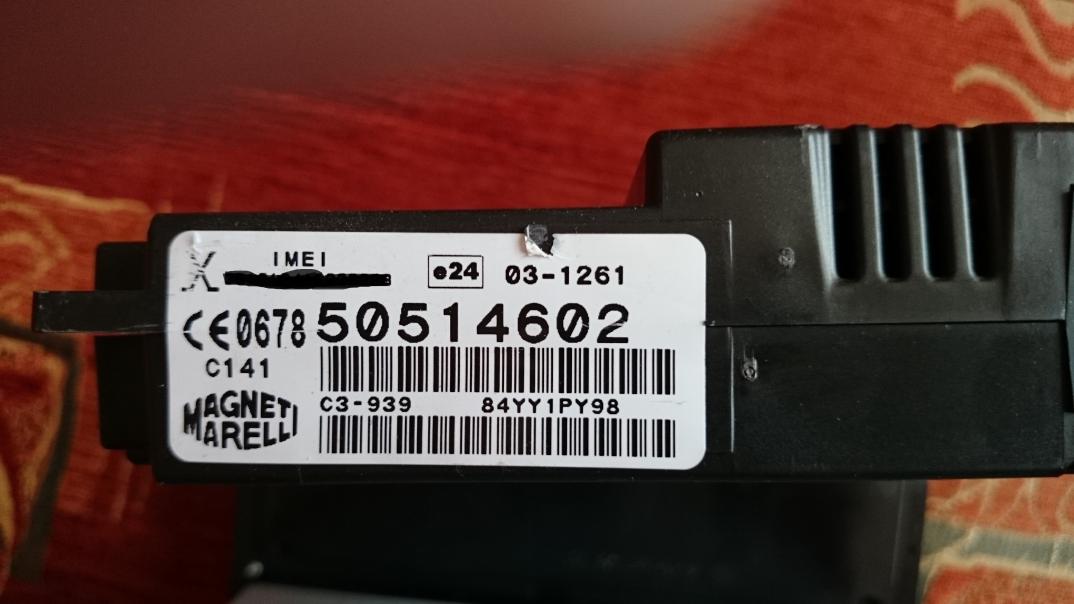 IMEI
e24 03-1261
CE0678 50514602
C141
C3-939 84YY1PY98
MAGNETI
MARELLI